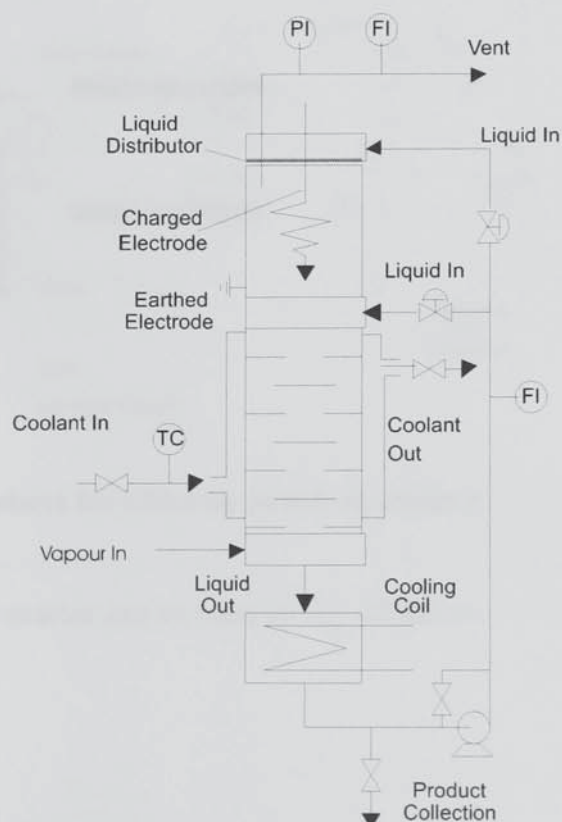 PI
FI
Vent
Liquid
Distributor
Liquid In
Charged
Electrode
Liquid In
Earthed
Electrode
FI
Coolant In
TC
Coolant
Out
Vapour In
Liquid
Out
Cooling
Coil
Product
Collection